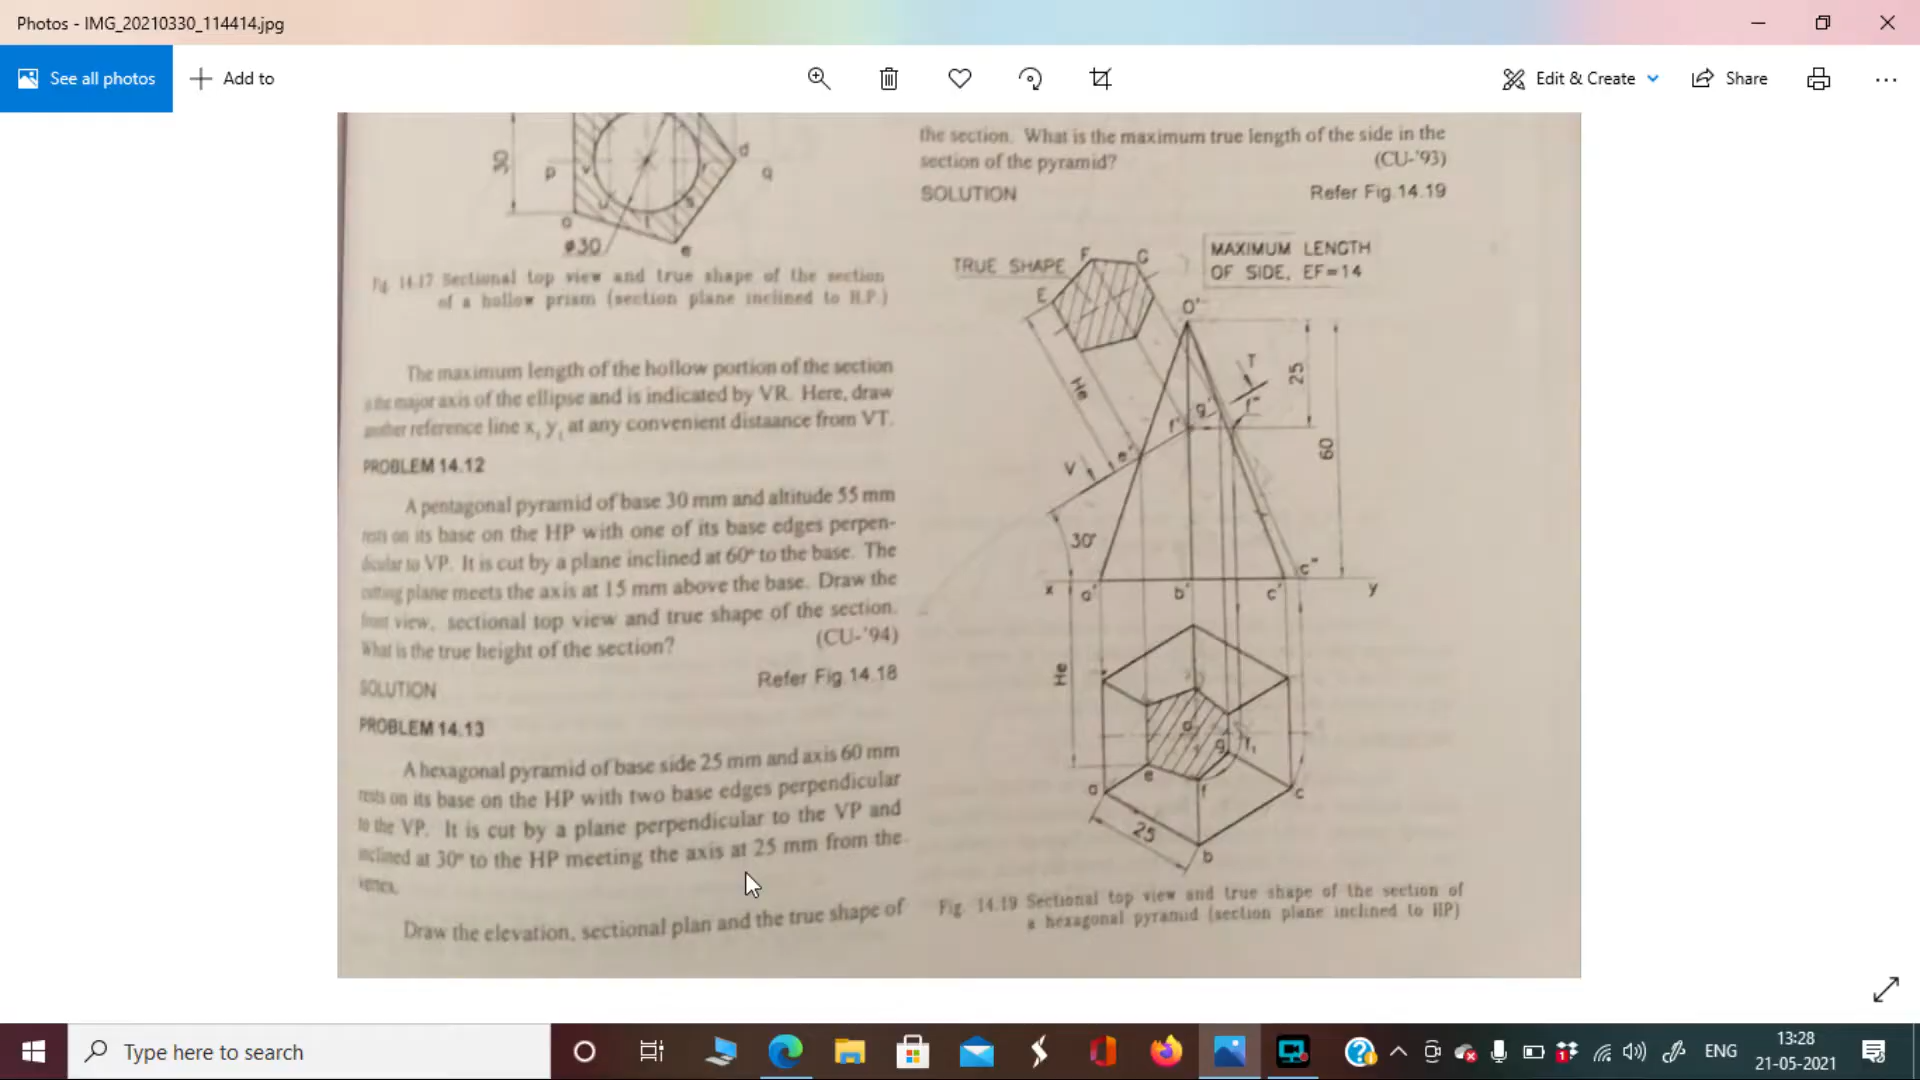 Photos - IMG_20210330_114414.jpg
See all photos
Add to
Edit & Create
Share
30
p
d
q
a
e
ø30
Fig 14.17 Sectional top view and true shape of the section
of a hollow prism (section plane inclined to H.P.)
The maximum length of the hollow portion of the section
is the major axis of the ellipse and is indicated by VR. Here, draw
another reference line x₁ y₁ at any convenient distaance from VT.
PROBLEM 14.12
A pentagonal pyramid of base 30 mm and altitude 55 mm
rests on its base on the HP with one of its base edges perpen-
dicular to VP. It is cut by a plane inclined at 60° to the base. The
cutting plane meets the axis at 15 mm above the base. Draw the
front view, sectional top view and true shape of the section.
What is the true height of the section? (CU-'94)
SOLUTION Refer Fig.14.18
PROBLEM 14.13
A hexagonal pyramid of base side 25 mm and axis 60 mm
rests on its base on the HP with two base edges perpendicular
to the VP. It is cut by a plane perpendicular to the VP and
inclined at 30° to the HP meeting the axis at 25 mm from the
vertex.
Draw the elevation, sectional plan and the true shape of
the section. What is the maximum true length of the side in the
section of the pyramid? (CU-'93)
SOLUTION Refer Fig.14.19
TRUE SHAPE
F
G
E
MAXIMUM LENGTH
OF SIDE, EF=14
O'
T
25
He
g'
f'
f"
e'
V
60
30°
x
a'
b'
c'
c"
y
He
o
g
f₁
e
a
f
c
25
b
Fig. 14.19 Sectional top view and true shape of the section of
a hexagonal pyramid (section plane inclined to HP)
Type here to search
ENG
13:28
21-05-2021